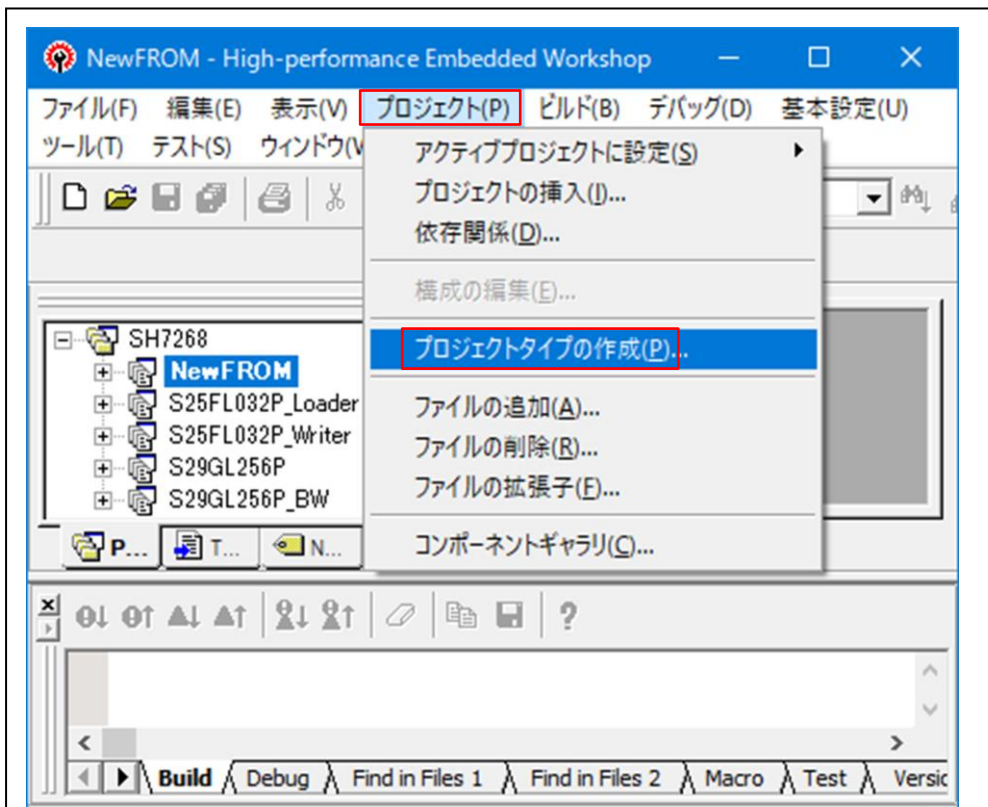 NewFROM - High-performance Embedded Workshop
ファイル(F) 編集(E) 表示(V) プロジェクト(P) ビルド(B) デバッグ(D) 基本設定(U)
ツール(T) テスト(S) ウィンドウ(
アクティブプロジェクトに設定(S)
プロジェクトの挿入(I)...
依存関係(D)...
構成の編集(E)...
プロジェクトタイプの作成(P)...
ファイルの追加(A)...
ファイルの削除(R)...
ファイルの拡張子(F)...
コンポーネントギャラリ(C)...
SH7268
NewFROM
S25FL032P_Loader
S25FL032P_Writer
S29GL256P
S29GL256P_BW
P... T... N...
Build Debug Find in Files 1 Find in Files 2 Macro Test Versic